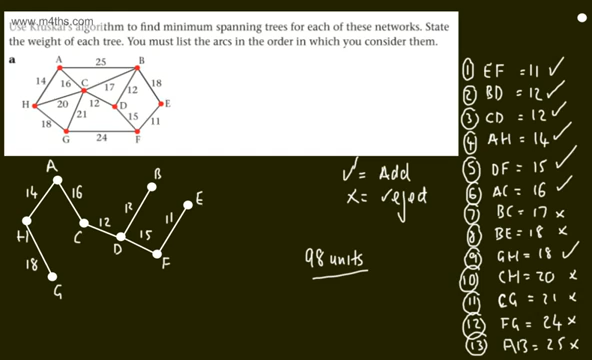 www.m4ths.com
Use Kruskal's algorithm to find minimum spanning trees for each of these networks. State
the weight of each tree. You must list the arcs in the order in which you consider them.
a
A 25 B
14 16 C 17 12 18
H 20 12 D E
21 15 11
18
G 24 F
A
14 16
H C 12 D
18
G
B
12
E
15 11
F
✓ = Add
x = reject
98 units
① EF = 11 ✓
② BD = 12 ✓
③ CD = 12 ✓
④ AH = 14 ✓
⑤ DF = 15 ✓
⑥ AC = 16 ✓
⑦ BC = 17 x
⑧ BE = 18 x
⑨ GH = 18 ✓
⑩ CH = 20 x
⑪ CG = 21 x
⑫ FG = 24 x
⑬ AB = 25 x